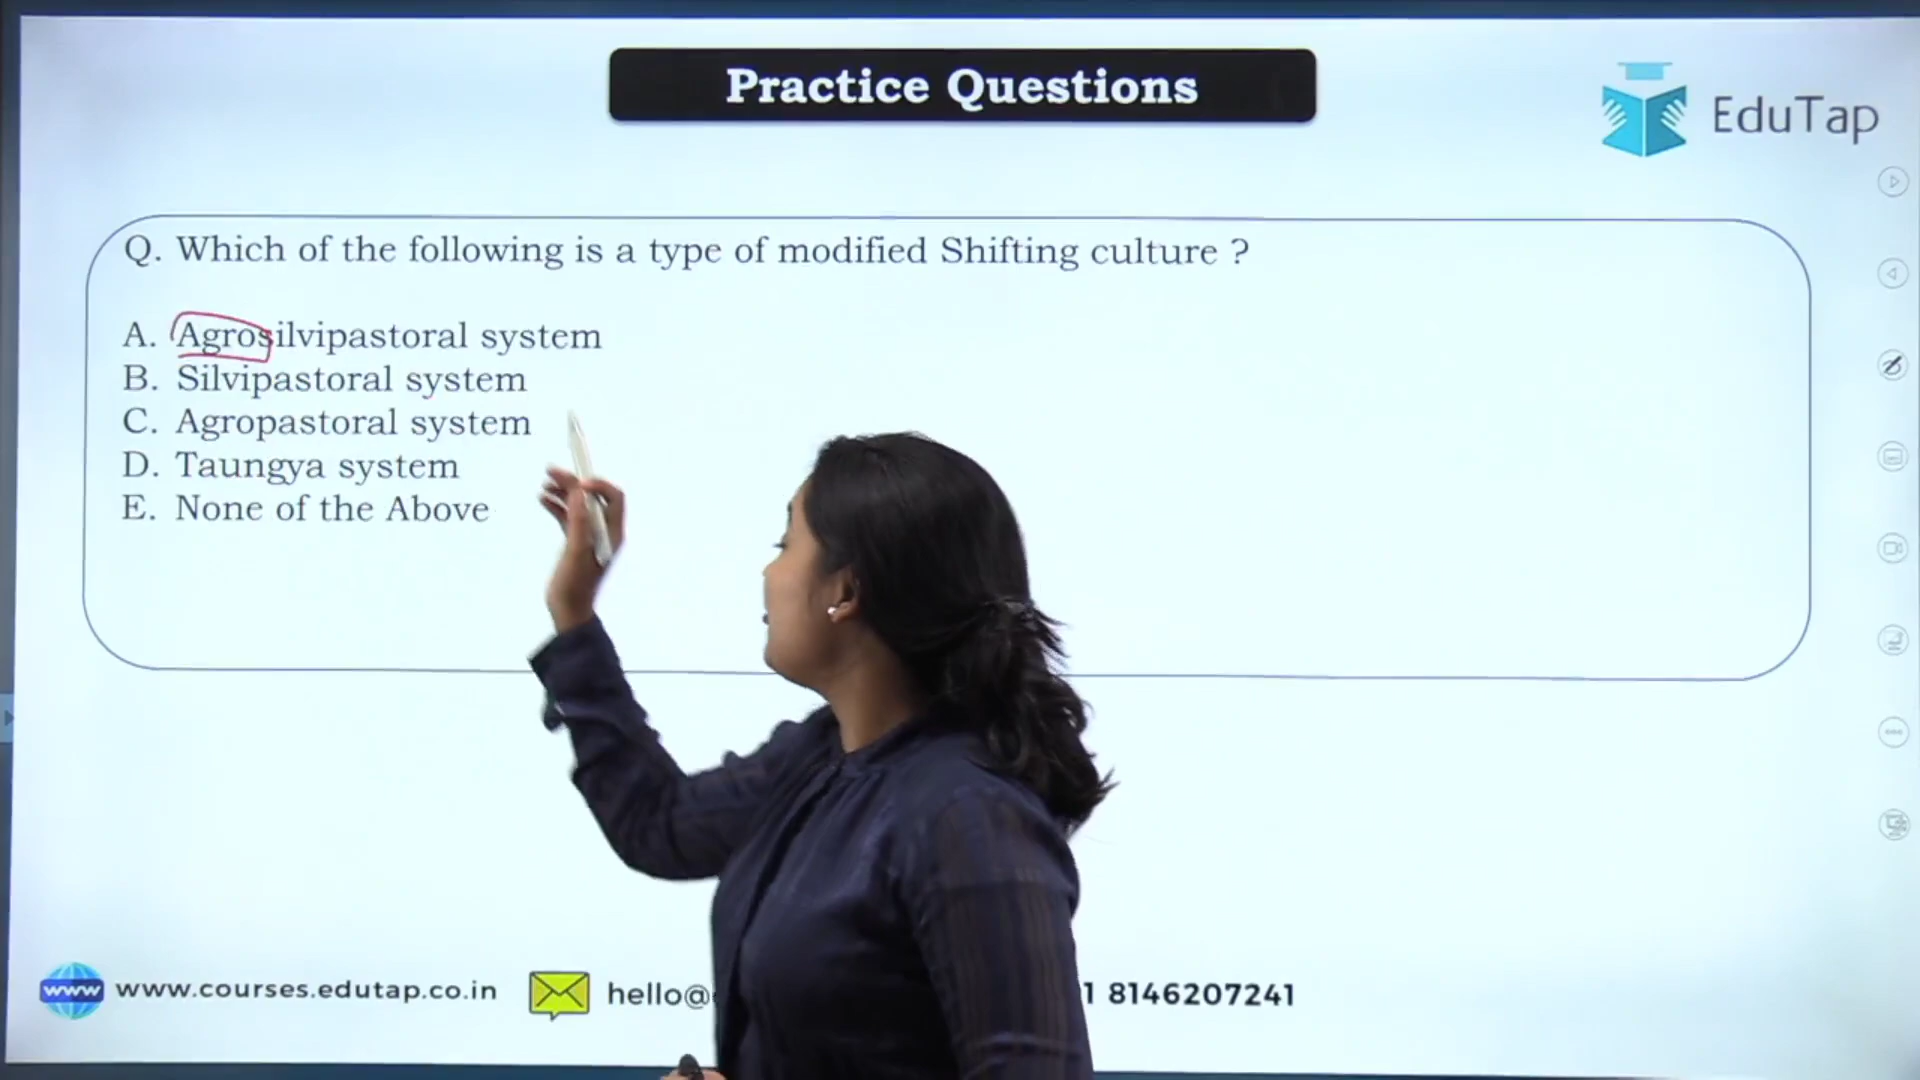 Practice Questions
EduTap
Q. Which of the following is a type of modified Shifting culture ?
A. Agrosilvipastoral system
B. Silvipastoral system
C. Agropastoral system
D. Taungya system
E. None of the Above
www www.courses.edutap.co.in hello@ 1 8146207241